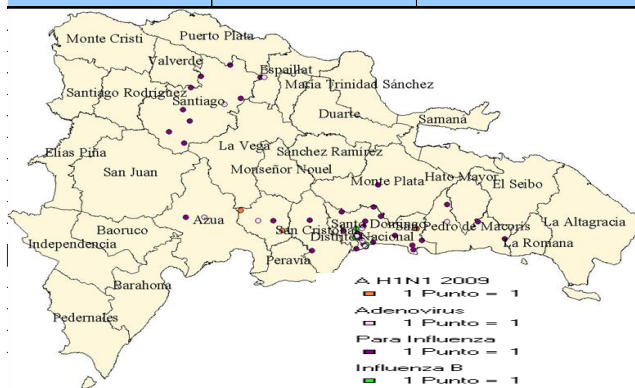 Monte Cristi
Puerto Plata
Valverde
Espaillat
Santiago Rodríguez
Santiago
María Trinidad Sánchez
Duarte
Samaná
Elías Piña
La Vega
Sánchez Ramírez
San Juan
Monseñor Nouel
Monte Plata
Hato Mayor
El Seibo
Azua
San Cristóbal
Santo Domingo
San Pedro de Macorís
La Altagracia
Baoruco
Distrito Nacional
La Romana
Independencia
Peravia
Barahona
Pedernales
A H1N1 2009
1 Punto = 1
Adenovirus
1 Punto = 1
Para Influenza
1 Punto = 1
Influenza B
1 Punto = 1